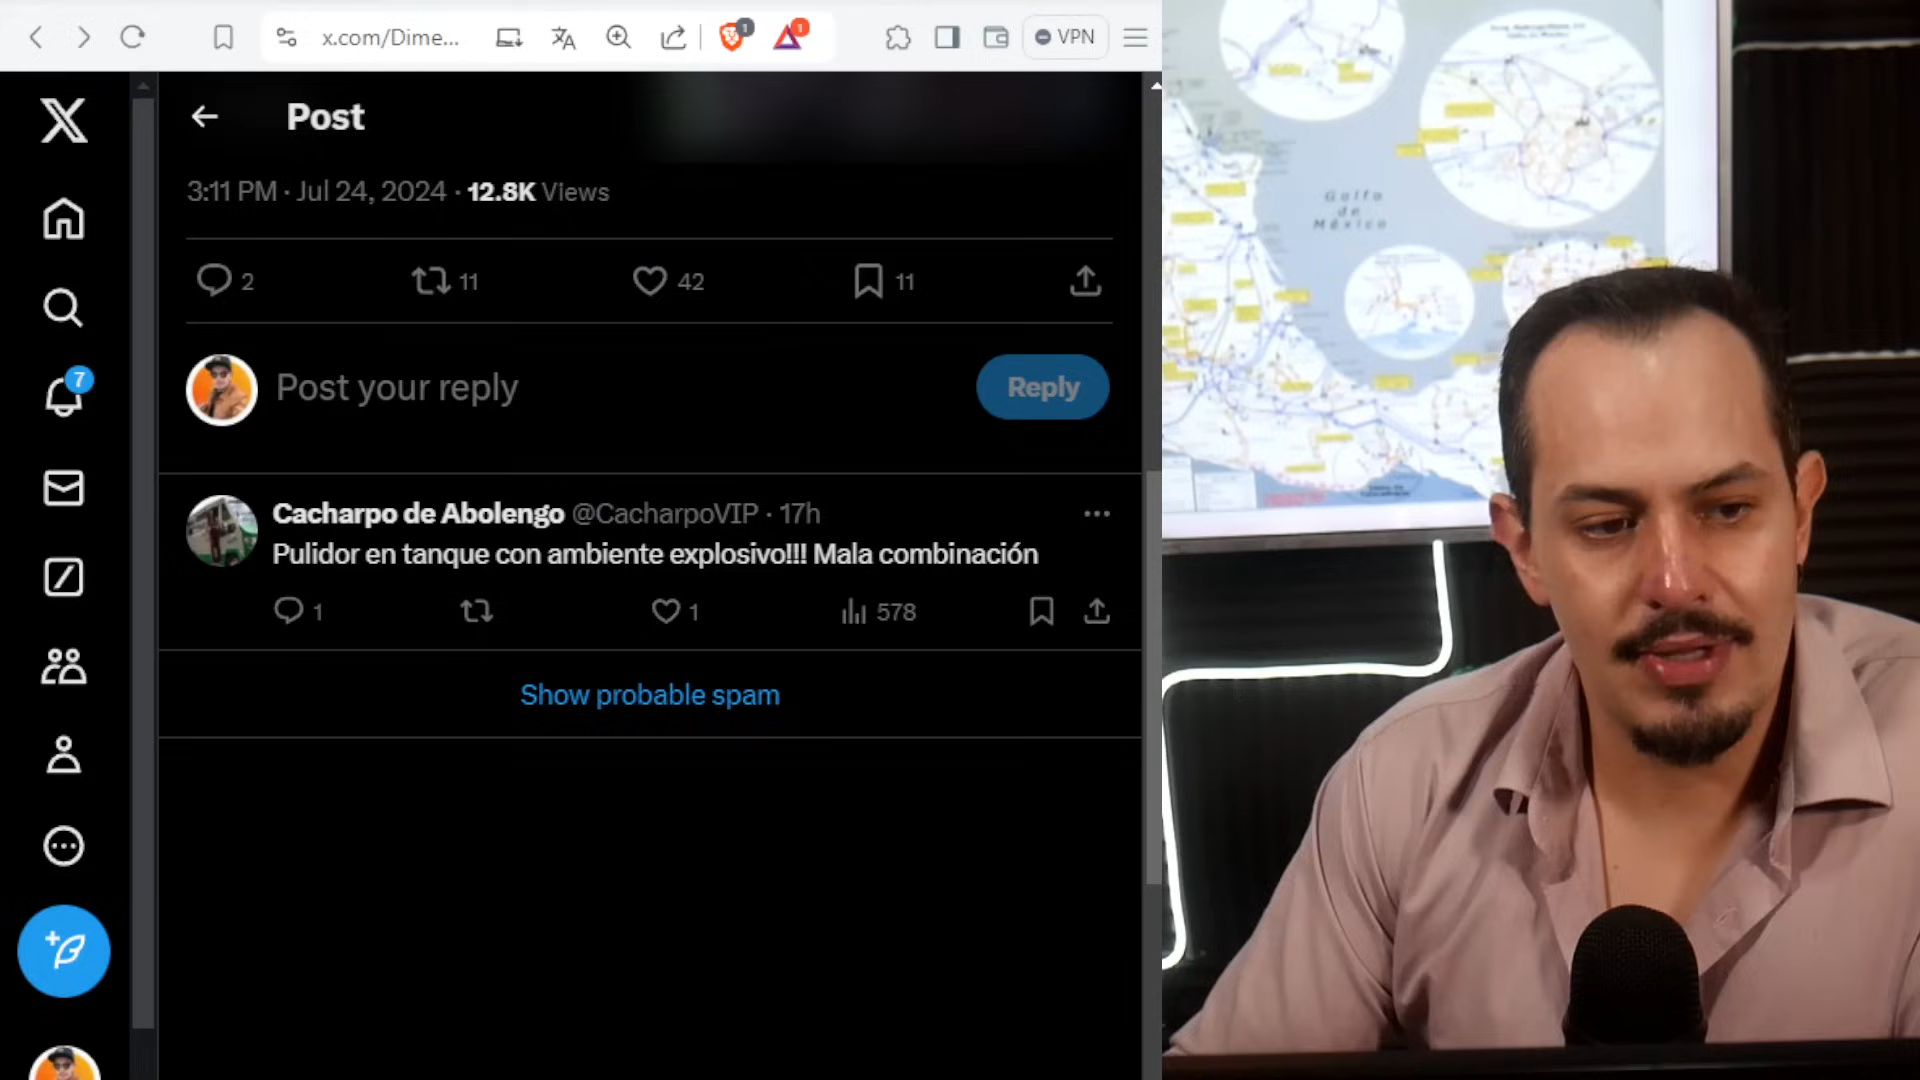 x.com/Dime...
1
1
VPN
Post
3:11 PM · Jul 24, 2024 · 12.8K Views
2
11
42
11
7
Post your reply
Reply
Cacharpo de Abolengo @CacharpoVIP · 17h
Pulidor en tanque con ambiente explosivo!!! Mala combinación
1
1
578
Show probable spam
Golfo
de
México